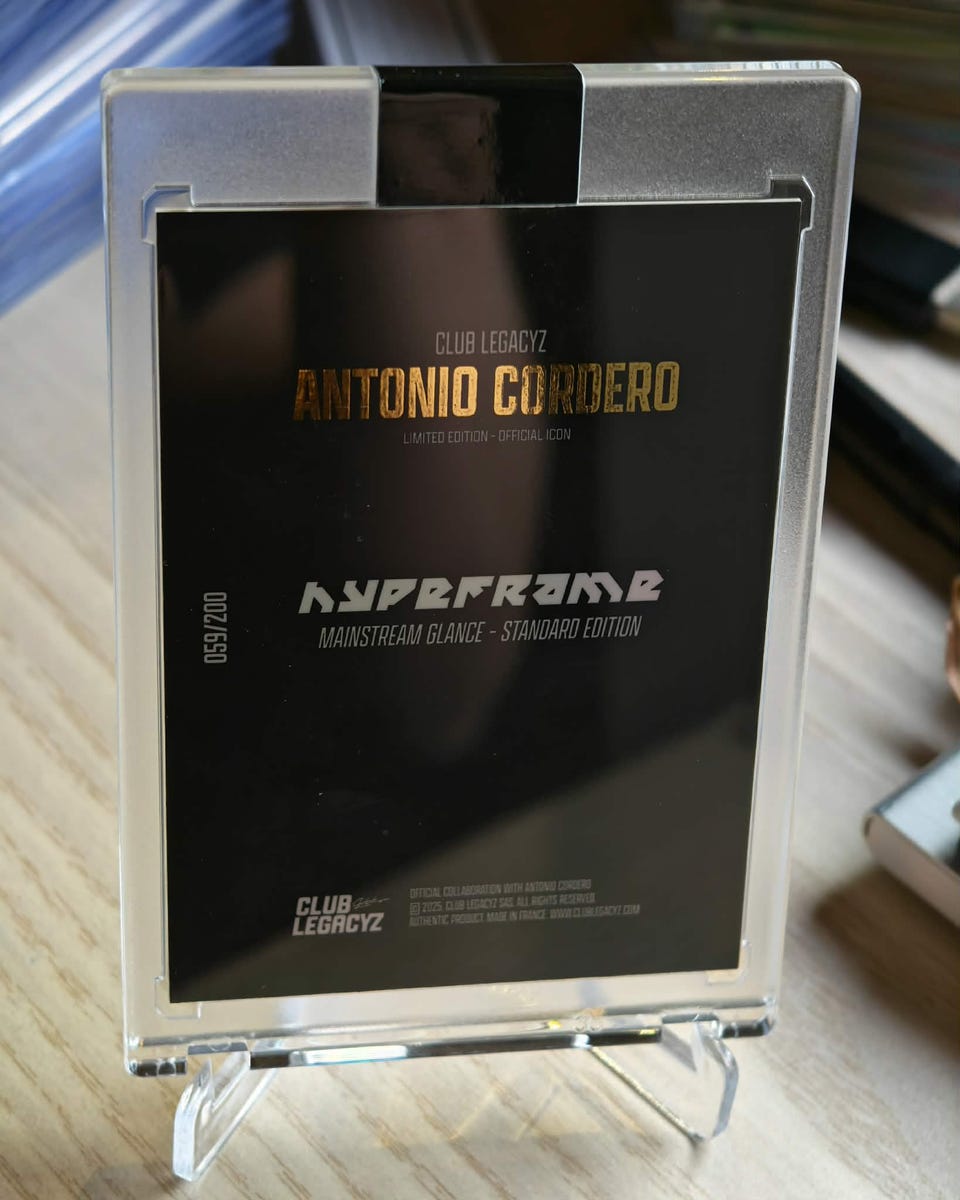 CLUB LEGACYZ
ANTONIO CORDERO
LIMITED EDITION - OFFICIAL ICON
HYPEFRAME
MAINSTREAM GLANCE - STANDARD EDITION
059/200
CLUB
LEGACYZ
OFFICIAL COLLABORATION WITH ANTONIO CORDERO
© 2025, CLUB LEGACYZ SAS. ALL RIGHTS RESERVED.
AUTHENTIC PRODUCT. MADE IN FRANCE. WWW.CLUBLEGACYZ.COM